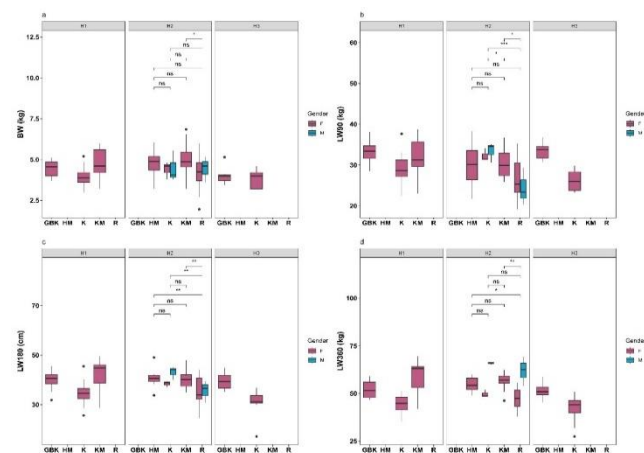 a
H1 H2 H3
12.5
10.0
7.5
5.0
2.5
BW (kg)
*
ns
ns
ns
ns
ns
ns
GBK HM K KM R GBK HM K KM R GBK HM K KM R
Gender
F
M
b
H1 H2 H3
60
50
40
30
20
LW90 (kg)
*
***
*
ns
ns
ns
GBK HM K KM R GBK HM K KM R GBK HM K KM R
Gender
F
M
c
H1 H2 H3
70
50
30
LW180 (cm)
**
**
ns
**
ns
ns
GBK HM K KM R GBK HM K KM R GBK HM K KM R
Gender
F
M
d
H1 H2 H3
100
75
50
25
LW360 (kg)
**
ns
ns
*
ns
ns
GBK HM K KM R GBK HM K KM R GBK HM K KM R
Gender
F
M